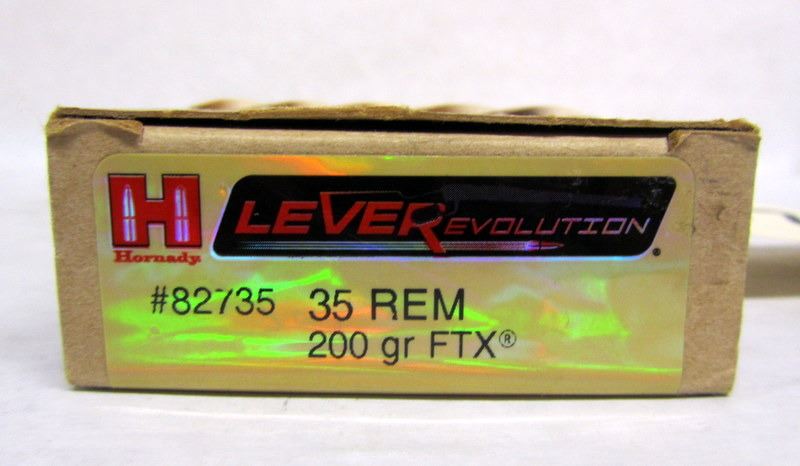 H
Hornady
LEVEREVOLUTION®
#82735 35 REM
200 gr FTX®